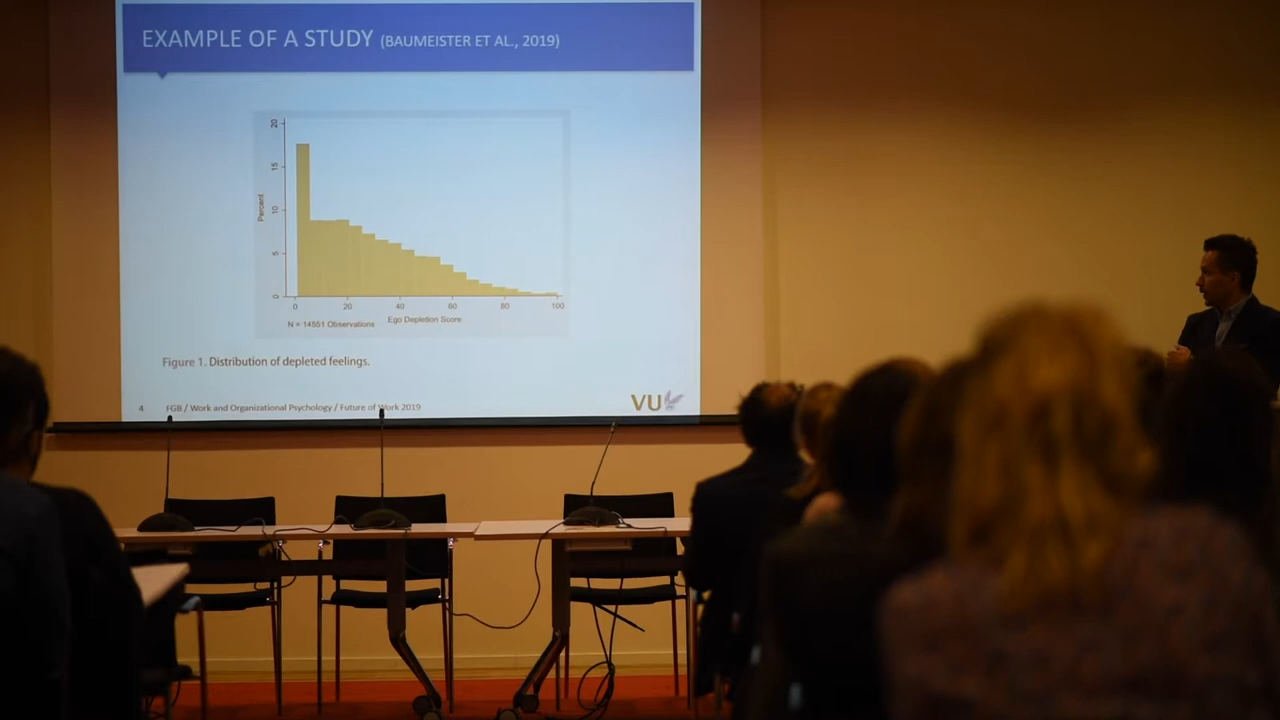 EXAMPLE OF A STUDY (BAUMEISTER ET AL., 2019)
20
15
10
5
0
Percent
0 20 40 60 80 100
N = 14551 Observations Ego Depletion Score
Figure 1. Distribution of depleted feelings.
4 FGB / Work and Organizational Psychology / Future of Work 2019
VU